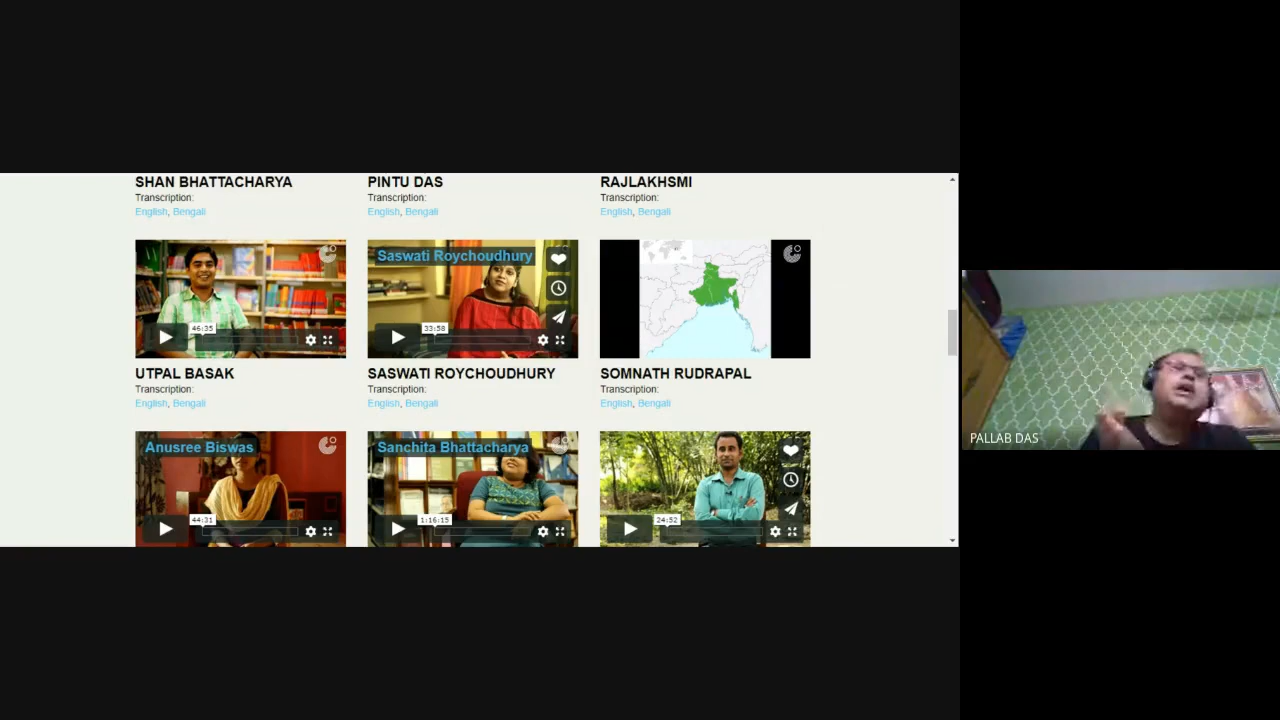 SHAN BHATTACHARYA
Transcription:
English, Bengali
PINTU DAS
Transcription:
English, Bengali
RAJLAKHSMI
Transcription:
English, Bengali
46:35
UTPAL BASAK
Transcription:
English, Bengali
Saswati Roychoudhury
33:58
SASWATI ROYCHOUDHURY
Transcription:
English, Bengali
SOMNATH RUDRAPAL
Transcription:
English, Bengali
Anusree Biswas
44:31
Sanchita Bhattacharya
1:16:15
24:52
PALLAB DAS